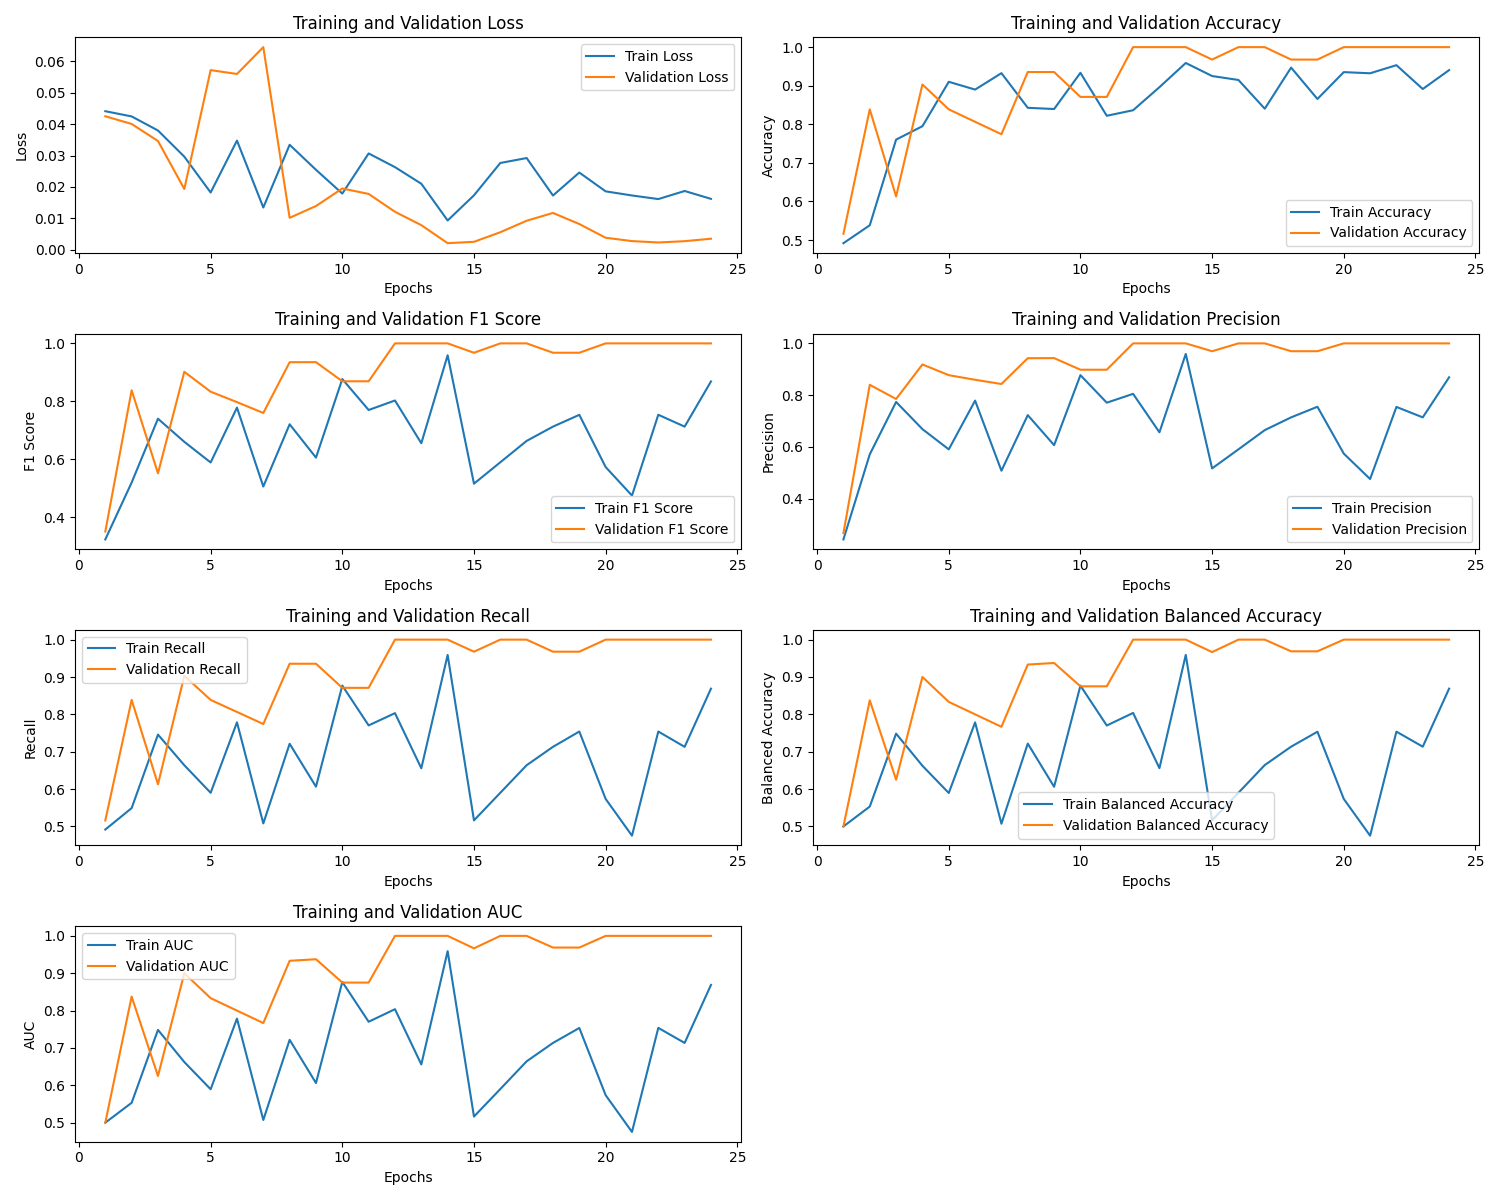 Training and Validation Loss
0.06
0.05
0.04
0.03
0.02
0.01
0.00
Loss
Train Loss
Validation Loss
0 5 10 15 20 25
Epochs
Training and Validation Accuracy
1.0
0.9
0.8
0.7
0.6
0.5
Accuracy
Train Accuracy
Validation Accuracy
0 5 10 15 20 25
Epochs
Training and Validation F1 Score
1.0
0.8
0.6
0.4
F1 Score
Train F1 Score
Validation F1 Score
0 5 10 15 20 25
Epochs
Training and Validation Precision
1.0
0.8
0.6
0.4
Precision
Train Precision
Validation Precision
0 5 10 15 20 25
Epochs
Training and Validation Recall
1.0
0.9
0.8
0.7
0.6
0.5
Recall
Train Recall
Validation Recall
0 5 10 15 20 25
Epochs
Training and Validation Balanced Accuracy
1.0
0.9
0.8
0.7
0.6
0.5
Balanced Accuracy
Train Balanced Accuracy
Validation Balanced Accuracy
0 5 10 15 20 25
Epochs
Training and Validation AUC
1.0
0.9
0.8
0.7
0.6
0.5
AUC
Train AUC
Validation AUC
0 5 10 15 20 25
Epochs